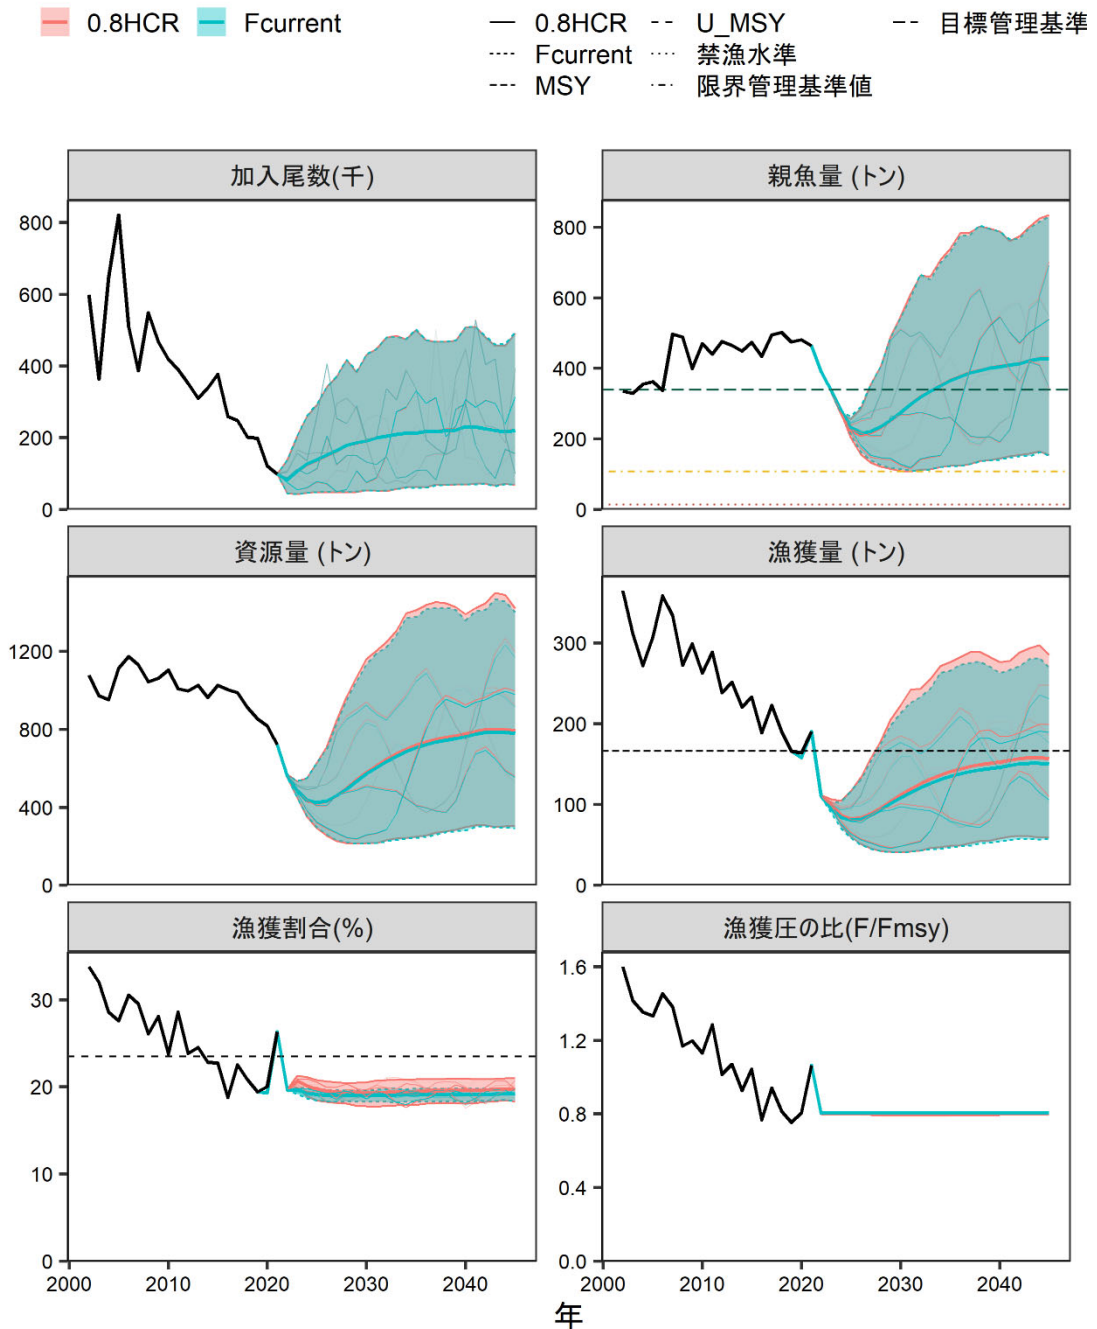 0.8HCR Fcurrent
0.8HCR U_MSY 目標管理基準
Fcurrent 禁漁水準
MSY 限界管理基準値
加入尾数(千)
800
600
400
200
0
親魚量 (トン)
800
600
400
200
0
資源量 (トン)
1200
800
400
0
漁獲量 (トン)
300
200
100
0
漁獲割合(%)
30
20
10
0
2000 2010 2020 2030 2040
漁獲圧の比(F/Fmsy)
1.6
1.2
0.8
0.4
0.0
2000 2010 2020 2030 2040
年